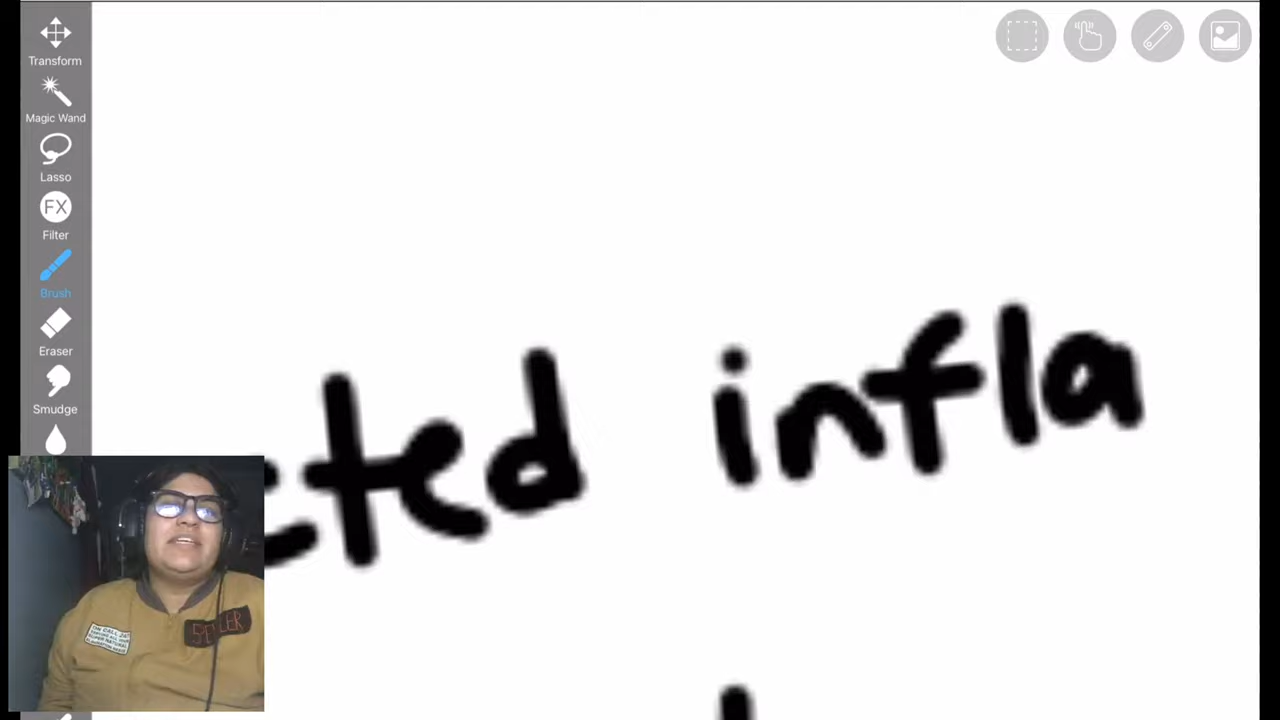 Transform
Magic Wand
Lasso
FX
Filter
Brush
Eraser
Smudge
cted infla